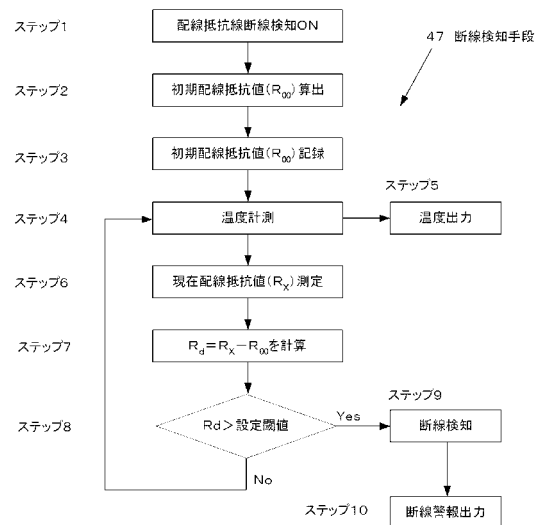 ステップ1
配線抵抗線断線検知ON
47 断線検知手段
ステップ2
初期配線抵抗値(R₀₀)算出
ステップ3
初期配線抵抗値(R₀₀)記録
ステップ5
ステップ4
温度計測
温度出力
ステップ6
現在配線抵抗値(Rₓ)測定
ステップ7
R_d=Rₓ-R₀₀を計算
ステップ9
ステップ8
Rd>設定閾値
Yes
断線検知
No
ステップ10
断線警報出力